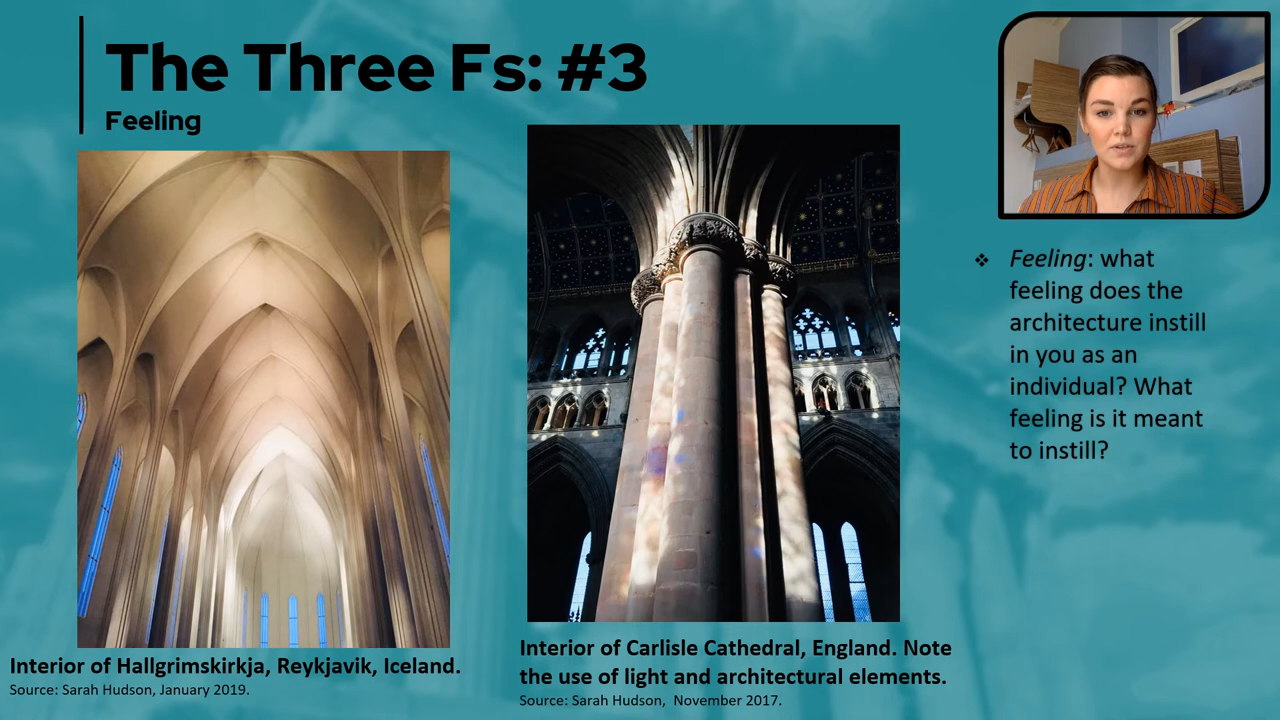 The Three Fs: #3
Feeling
❖ Feeling: what
feeling does the
architecture instill
in you as an
individual? What
feeling is it meant
to instill?
Interior of Hallgrimskirkja, Reykjavik, Iceland.
Source: Sarah Hudson, January 2019.
Interior of Carlisle Cathedral, England. Note
the use of light and architectural elements.
Source: Sarah Hudson, November 2017.